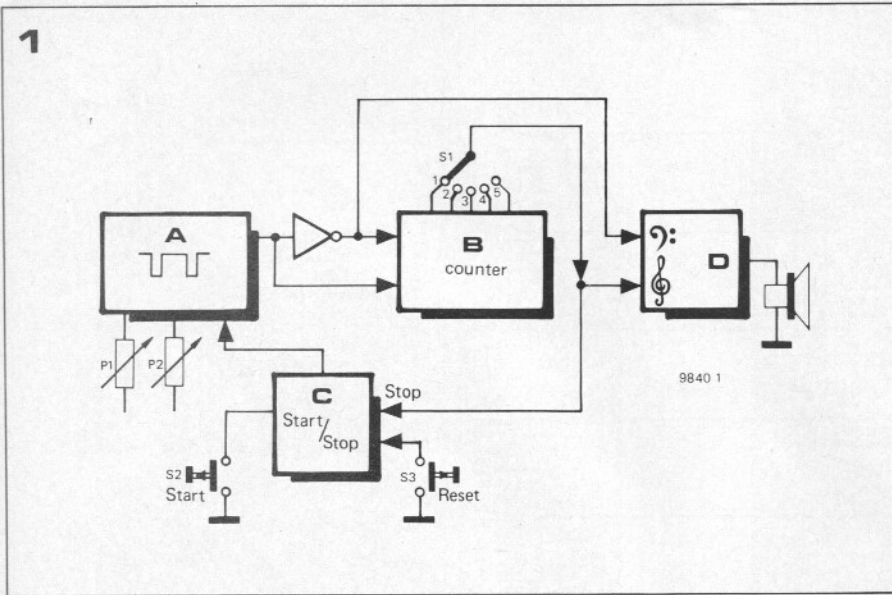 1
S1
1
2
3
4
5
A
B
counter
D
P1
P2
9840 1
C
Start/Stop
Stop
S2
Start
S3
Reset